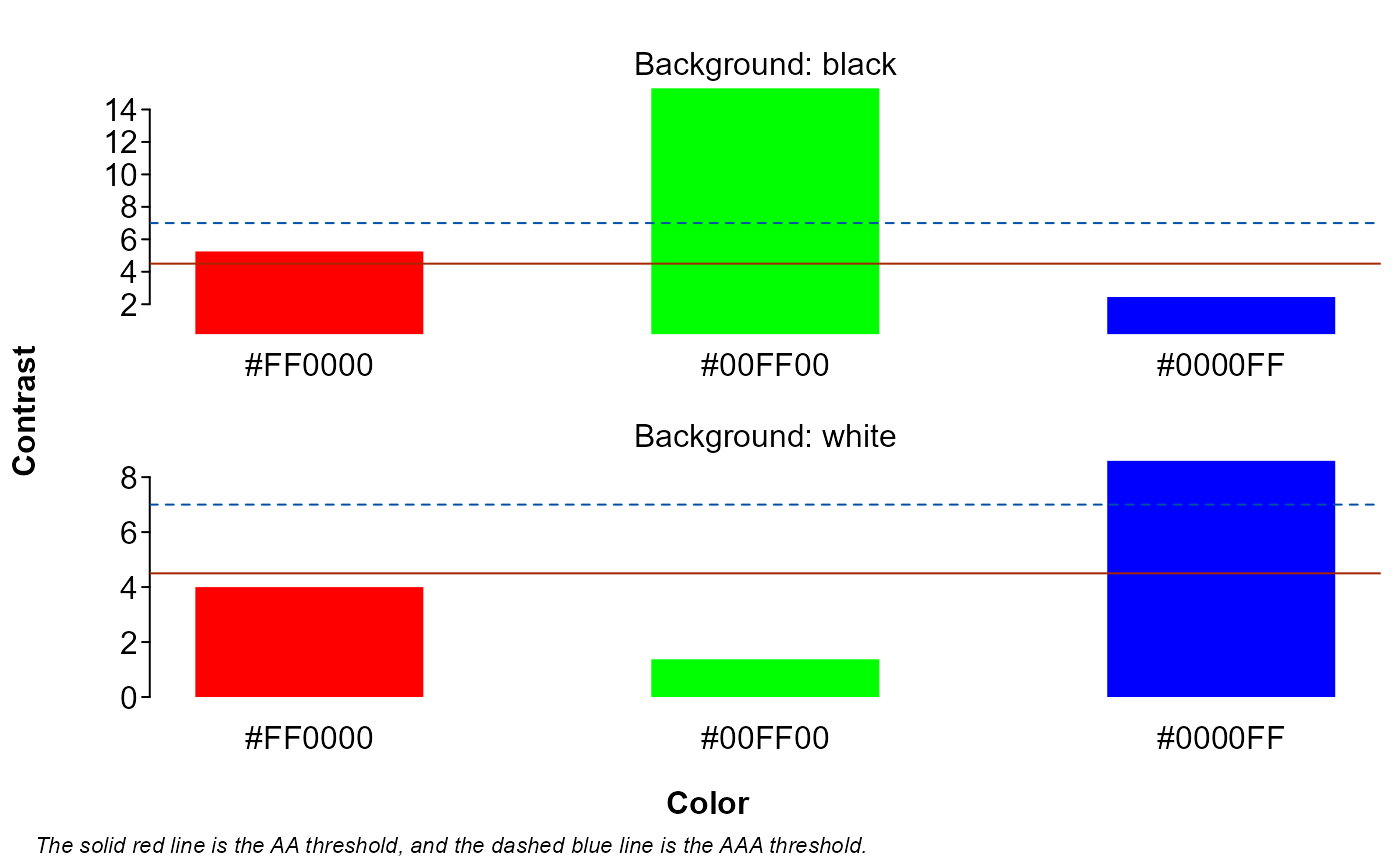 Background: black
14
12
10
8
6
4
2
#FF0000 #00FF00 #0000FF
Contrast
Background: white
8
6
4
2
0
#FF0000 #00FF00 #0000FF
Color
The solid red line is the AA threshold, and the dashed blue line is the AAA threshold.